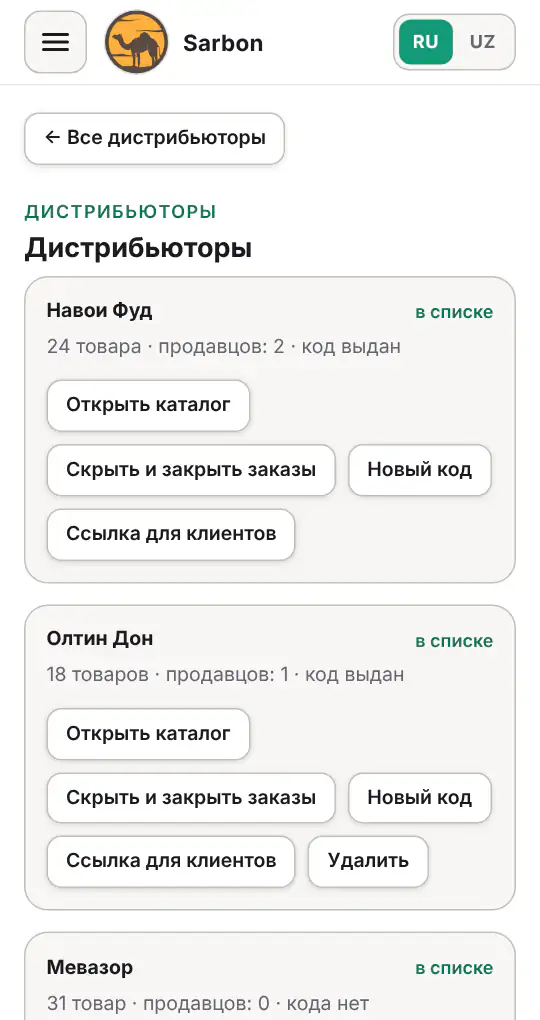 Sarbon
RU UZ
← Все дистрибьюторы
ДИСТРИБЬЮТОРЫ
Дистрибьюторы
Навои Фуд в списке
24 товара · продавцов: 2 · код выдан
Открыть каталог
Скрыть и закрыть заказы Новый код
Ссылка для клиентов
Олтин Дон в списке
18 товаров · продавцов: 1 · код выдан
Открыть каталог
Скрыть и закрыть заказы Новый код
Ссылка для клиентов Удалить
Мевазор в списке
31 товар · продавцов: 0 · кода нет